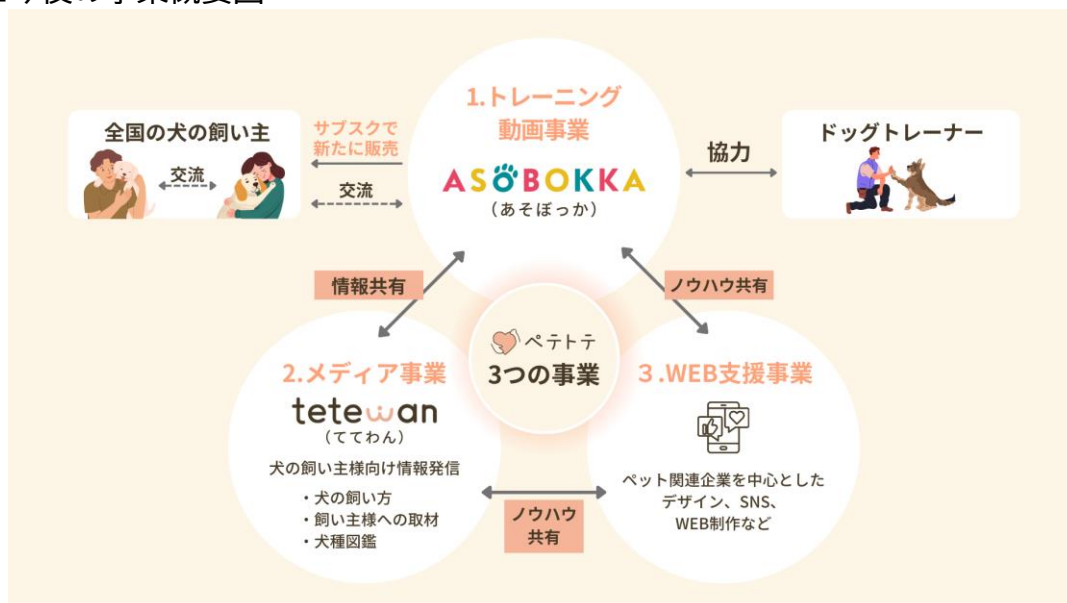 1.トレーニング
動画事業
ASOBOKKA
(あそぼっか)
全国の犬の飼い主
交流
サブスクで
新たに販売
交流
協力
ドッグトレーナー
情報共有
ノウハウ共有
ペテトテ
3つの事業
2.メディア事業
tetewan
(ててわん)
犬の飼い主様向け情報発信
・犬の飼い方
・飼い主様への取材
・犬種図鑑
ノウハウ
共有
3.WEB支援事業
ペット関連企業を中心とした
デザイン、SNS、
WEB制作など